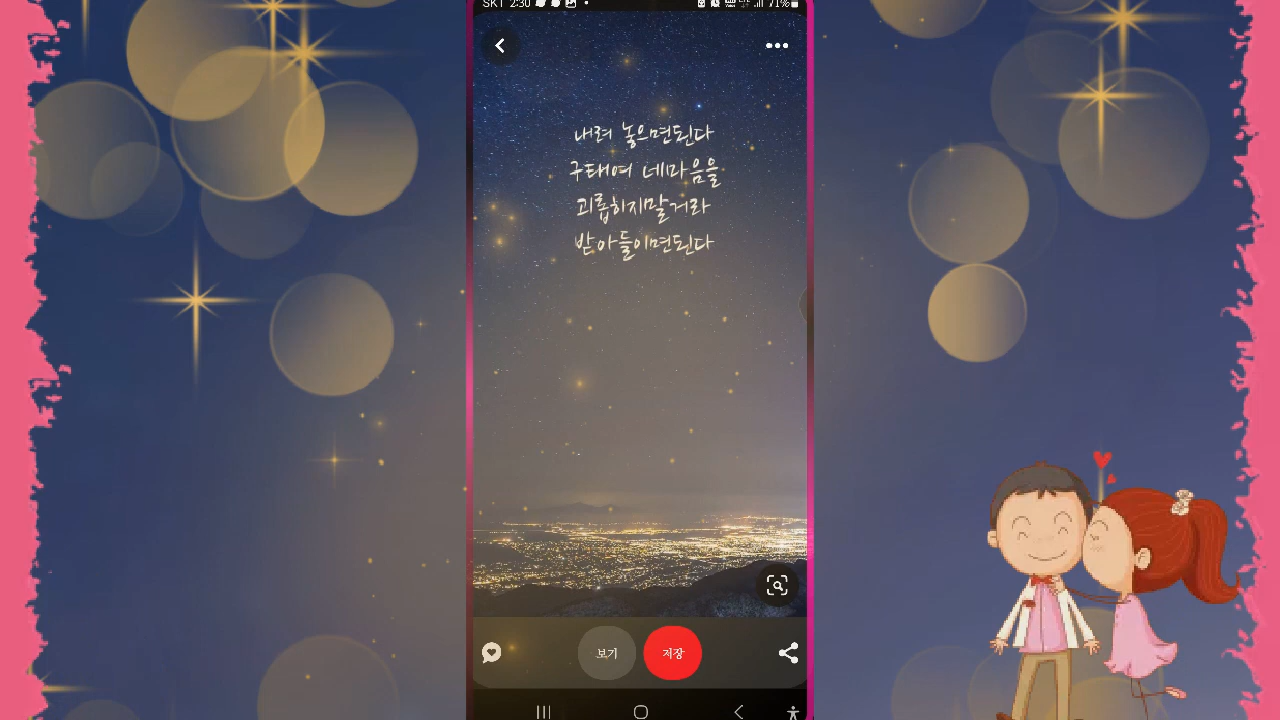 SKT 2:30
71%
내려 놓으면된다
구태여 네마음을
괴롭히지말거라
받아들이면된다
보기
저장